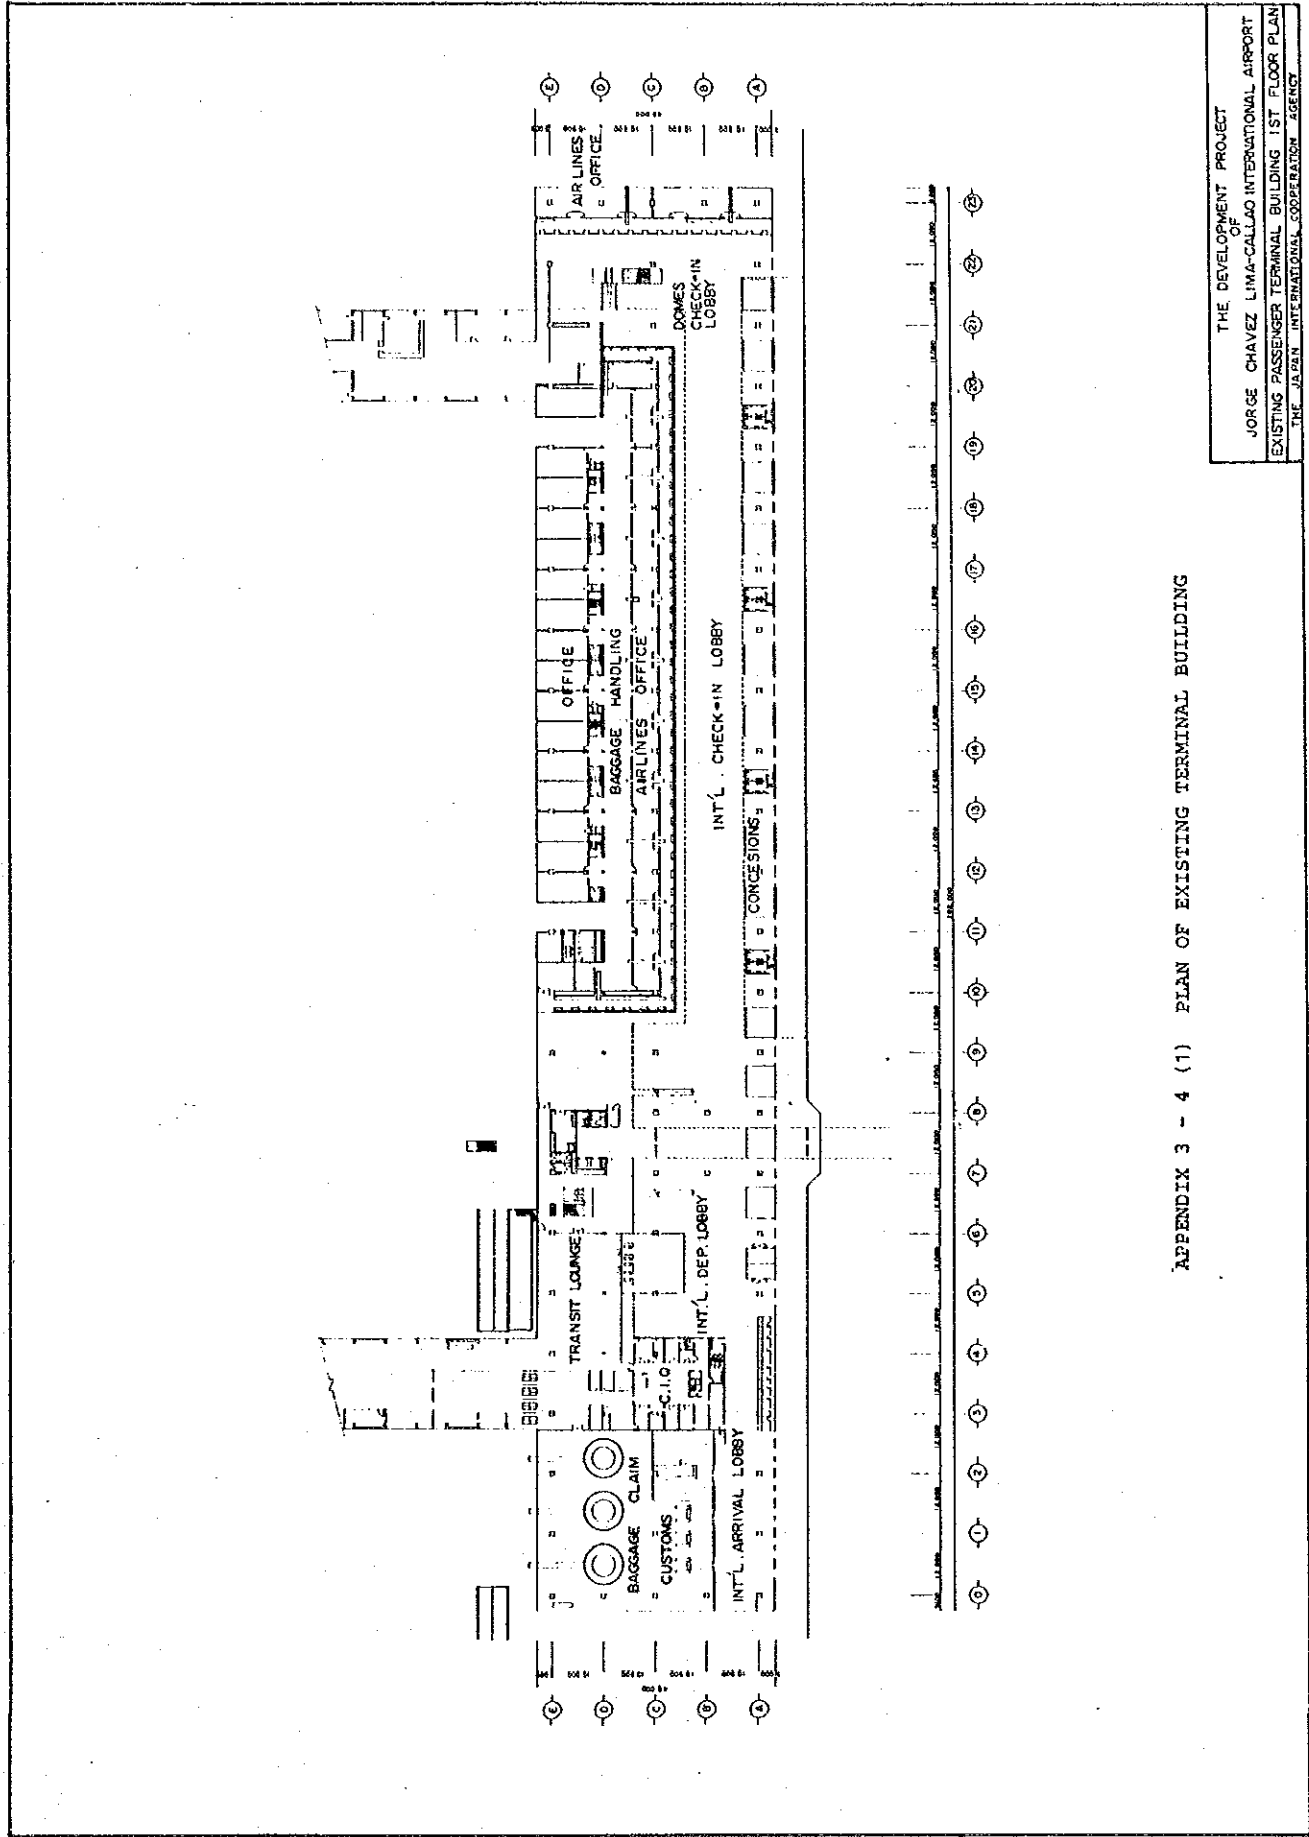 AIR LINES
OFFICE
DOMES
CHECK-IN
LOBBY
OFFICE
BAGGAGE HANDLING
AIRLINES OFFICE
INT'L. CHECK-IN LOBBY
CONCESIONS
TRANSIT LOUNGE
INT'L. DEP. LOBBY
C.I.Q
BAGGAGE CLAIM
CUSTOMS
INT'L. ARRIVAL LOBBY
E
D
C
B
A
E
D
C
B
A
0
1
2
3
4
5
6
7
8
9
10
11
12
13
14
15
16
17
18
19
20
21
22
23
APPENDIX 3 - 4 (1) PLAN OF EXISTING TERMINAL BUILDING
THE DEVELOPMENT PROJECT
OF
JORGE CHAVEZ LIMA-CALLAO INTERNATIONAL AIRPORT
EXISTING PASSENGER TERMINAL BUILDING 1ST FLOOR PLAN
THE JAPAN INTERNATIONAL COOPERATION AGENCY